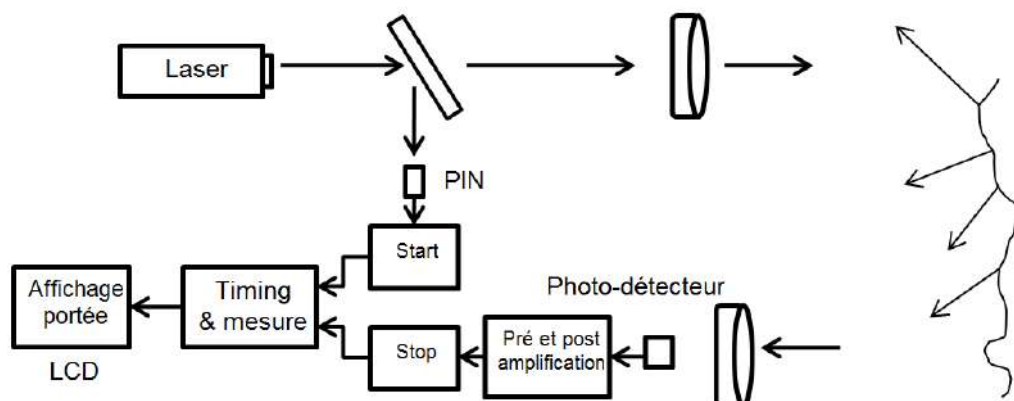 Laser
PIN
Start
Photo-détecteur
Affichage
portée
Timing
& mesure
Stop
Pré et post
amplification
LCD